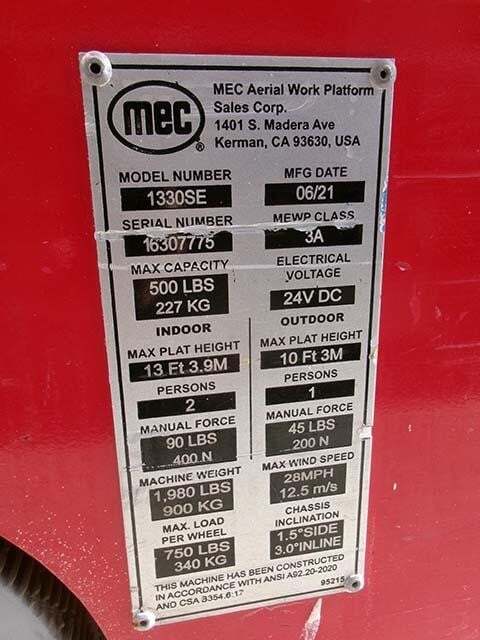 mec
MEC Aerial Work Platform
Sales Corp.
1401 S. Madera Ave
Kerman, CA 93630, USA
MODEL NUMBER
1330SE
MFG DATE
06/21
SERIAL NUMBER
16307775
MEWP CLASS
3A
MAX CAPACITY
500 LBS
227 KG
ELECTRICAL
VOLTAGE
24V DC
INDOOR
MAX PLAT HEIGHT
13 Ft 3.9M
PERSONS
2
MANUAL FORCE
90 LBS
400 N
MACHINE WEIGHT
1,980 LBS
900 KG
MAX. LOAD
PER WHEEL
750 LBS
340 KG
OUTDOOR
MAX PLAT HEIGHT
10 Ft 3M
PERSONS
1
MANUAL FORCE
45 LBS
200 N
MAX WIND SPEED
28MPH
12.5 m/s
CHASSIS
INCLINATION
1.5°SIDE
3.0°INLINE
THIS MACHINE HAS BEEN CONSTRUCTED
IN ACCORDANCE WITH ANSI A92.20-2020
AND CSA B354.6:17
95215